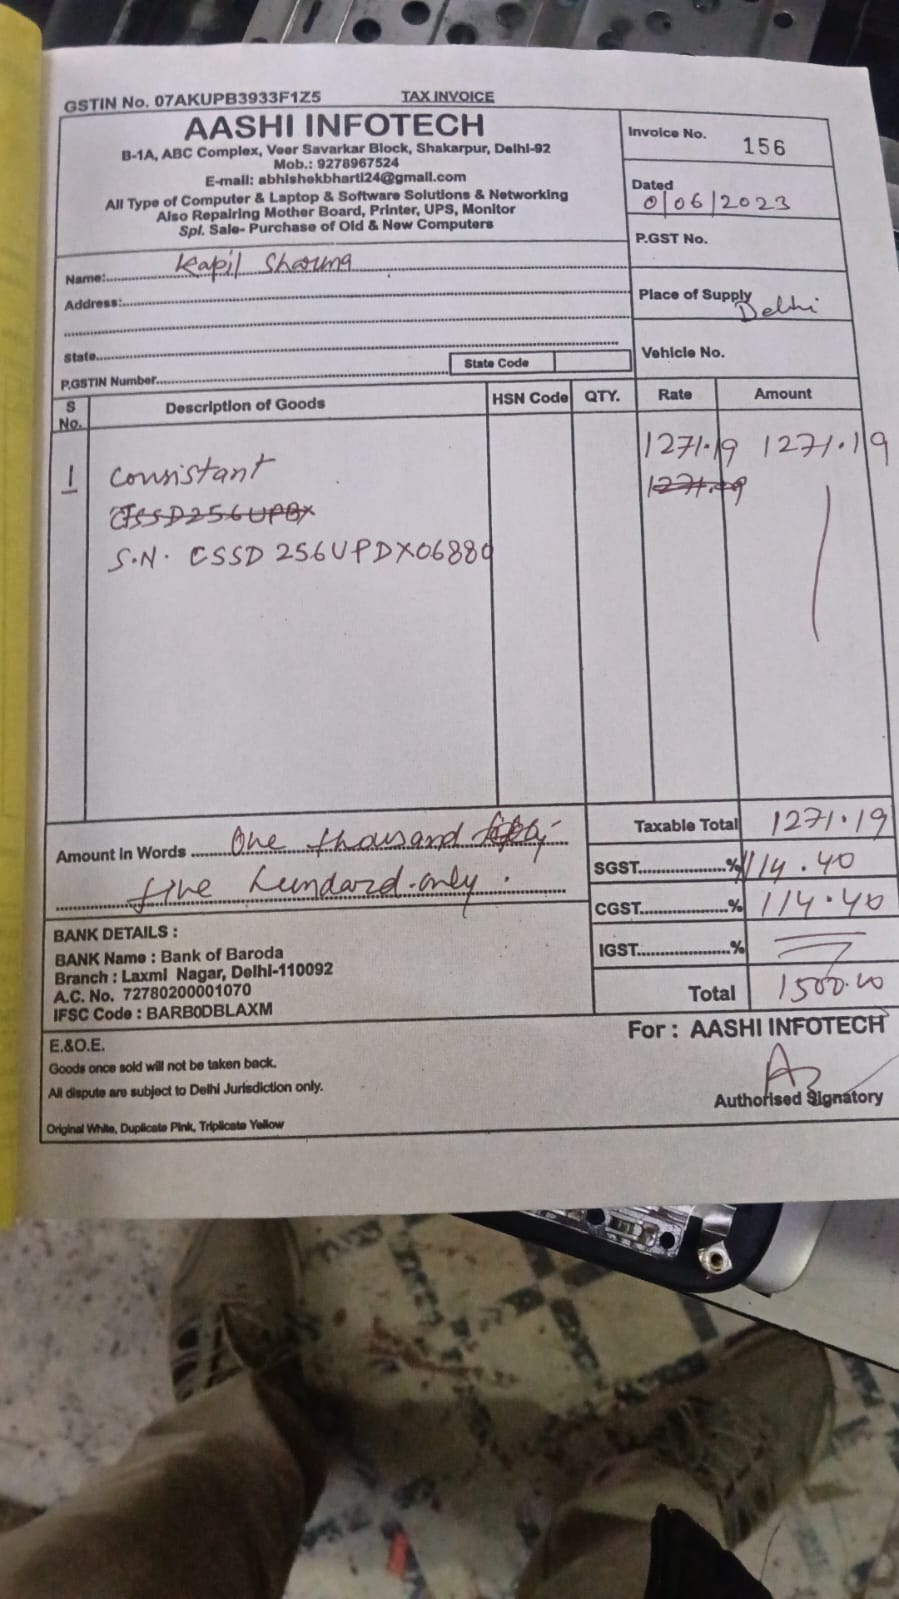 GSTIN No. 07AKUPB3933F1Z5 TAX INVOICE
AASHI INFOTECH
B-1A, ABC Complex, Veer Savarkar Block, Shakarpur, Delhi-92
Mob.: 9278967524
E-mail: abhishekbharti24@gmail.com
All Type of Computer & Laptop & Software Solutions & Networking
Also Repairing Mother Board, Printer, UPS, Monitor
Spl. Sale- Purchase of Old & New Computers
Invoice No. 156
Dated
0/06/2023
P.GST No.
Name: Kapil Sharma
Address:
Place of Supply
Delhi
State
State Code
Vehicle No.
P.GSTIN Number
S No. Description of Goods HSN Code QTY. Rate Amount
1271.19 1271.19
1 Consistant
S.N. CSSD256UPDX06880
Amount in Words One thousand
five hundard only.
Taxable Total 1271.19
SGST % 114.40
CGST % 114.40
IGST %
Total 1500.00
BANK DETAILS :
BANK Name : Bank of Baroda
Branch : Laxmi Nagar, Delhi-110092
A.C. No. 72780200001070
IFSC Code : BARB0DBLAXM
For : AASHI INFOTECH
E.&O.E.
Goods once sold will not be taken back.
All dispute are subject to Delhi Jurisdiction only.
Authorised Signatory
Original White, Duplicate Pink, Triplicate Yellow